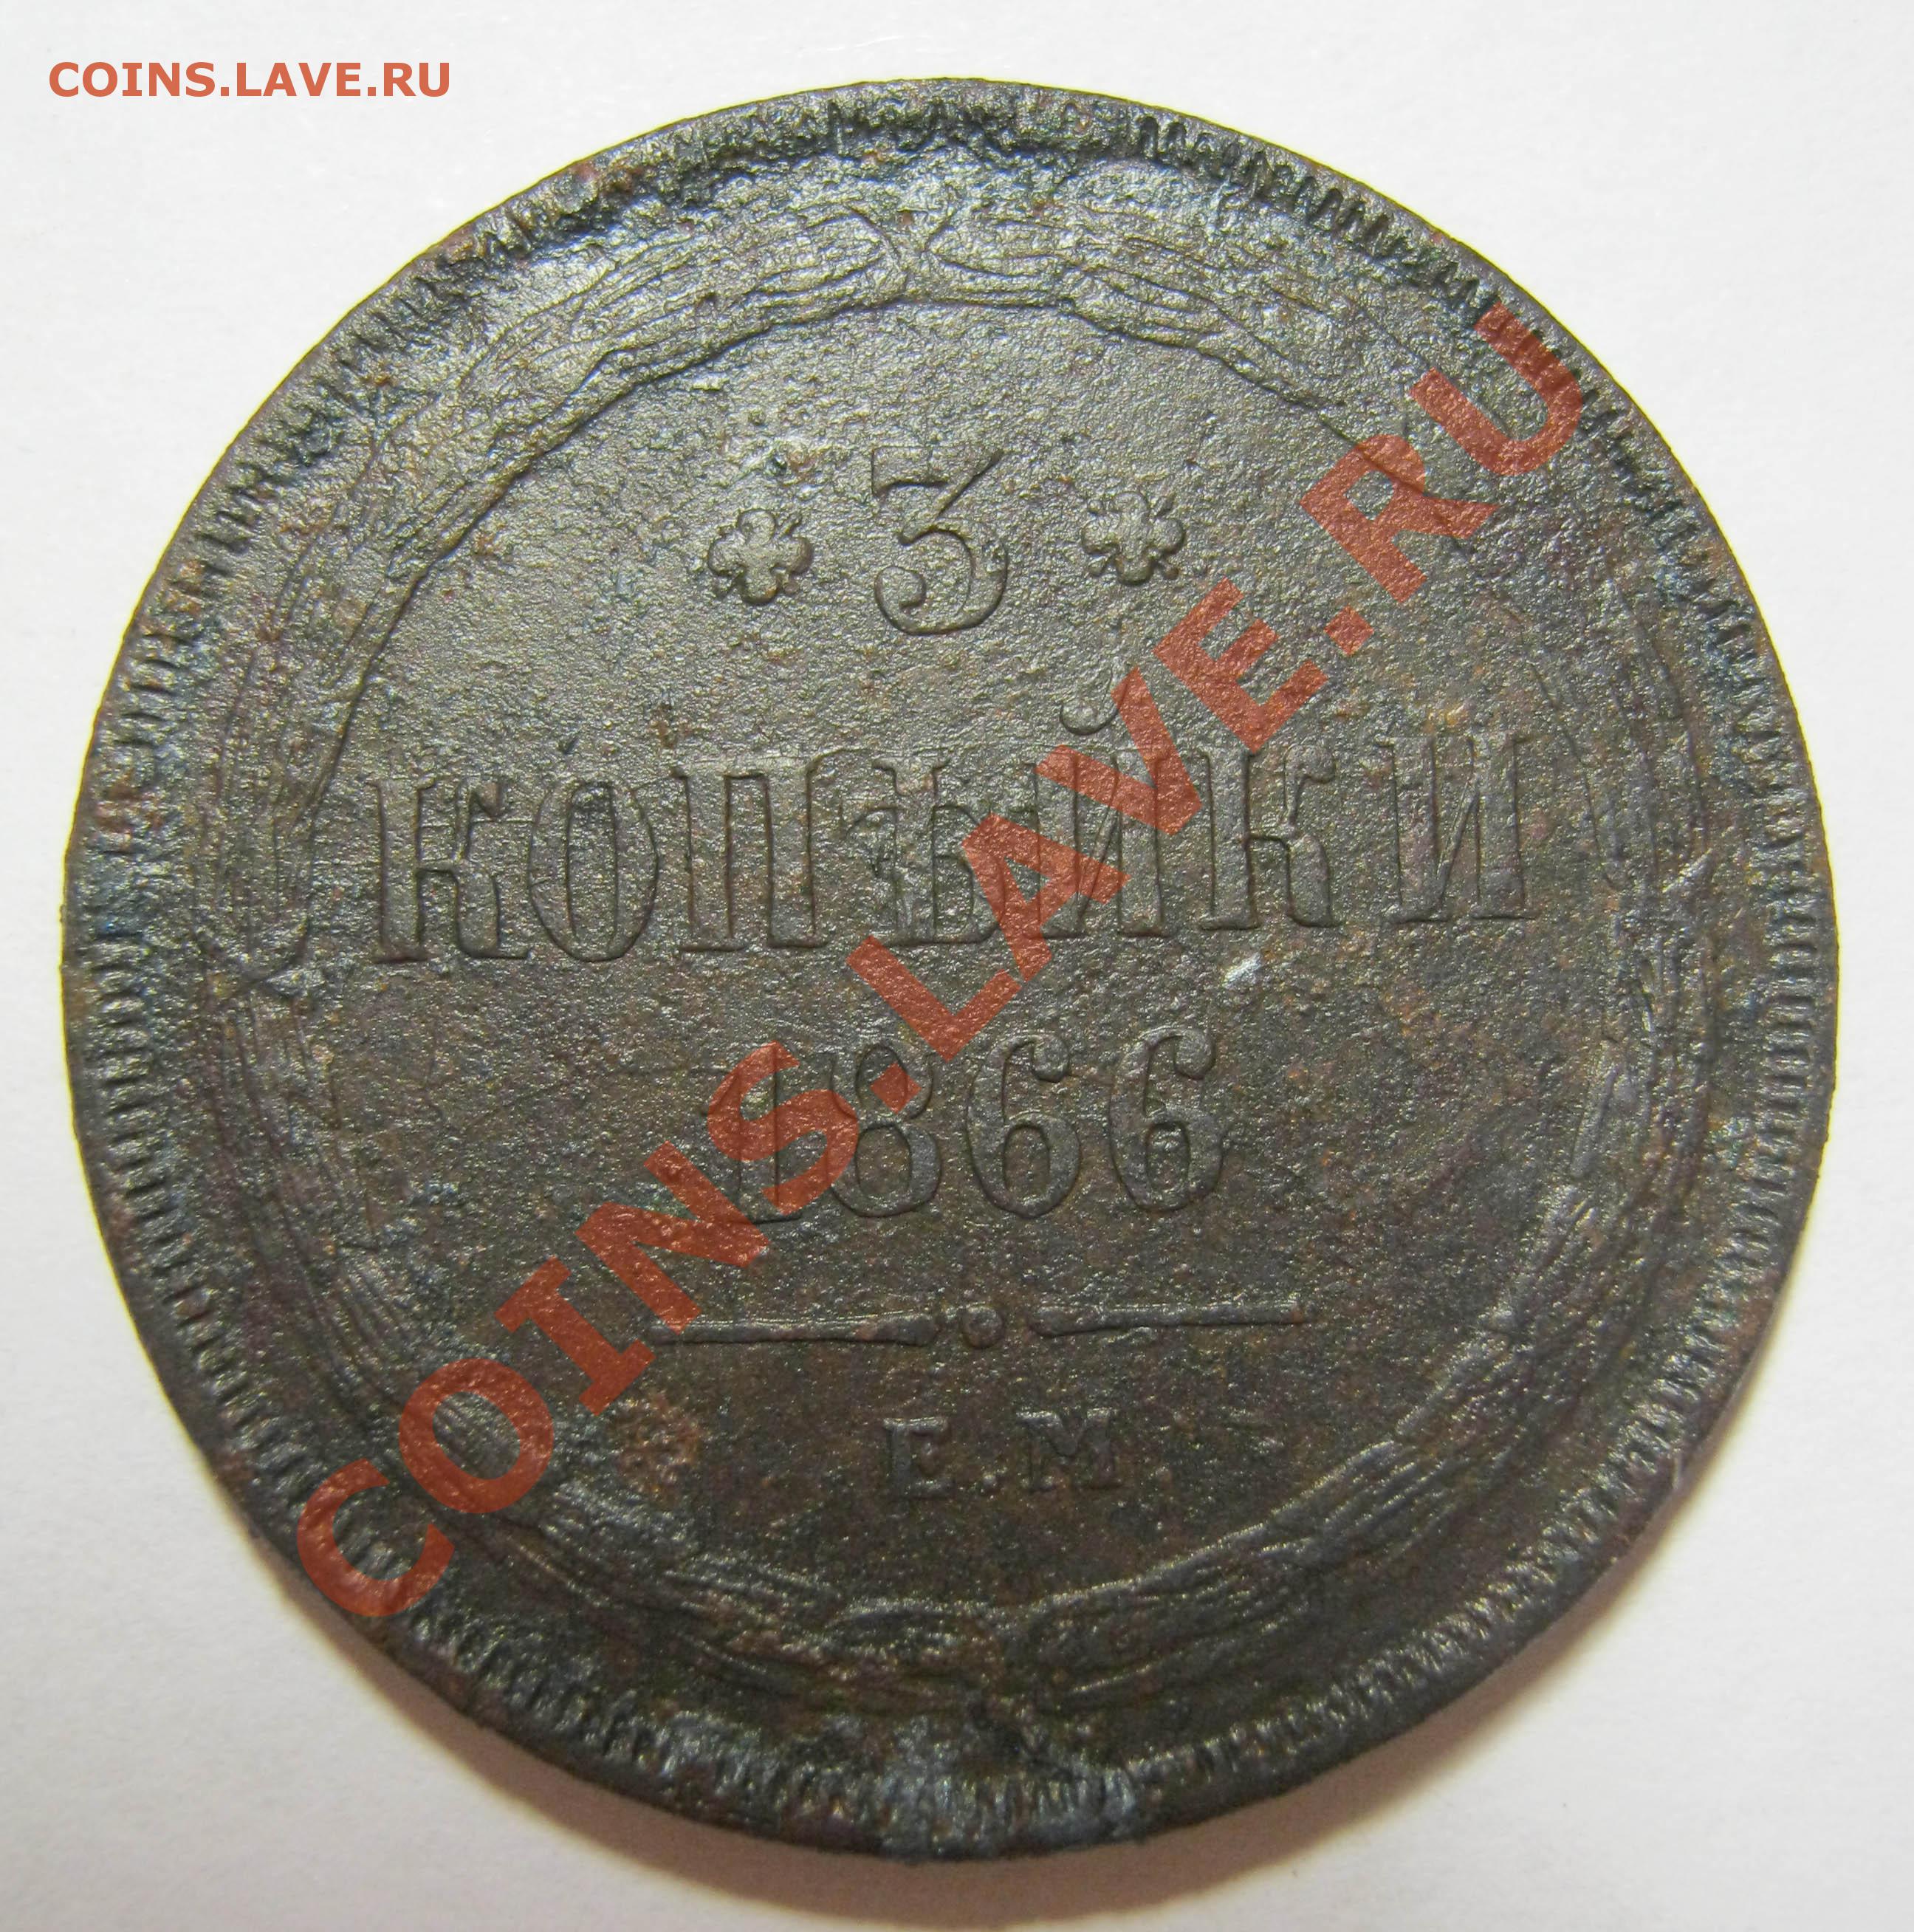 COINS.LAVE.RU
* 3 *
КОПѢЙКИ
1866
Е.М.
COINS.LAVE.RU